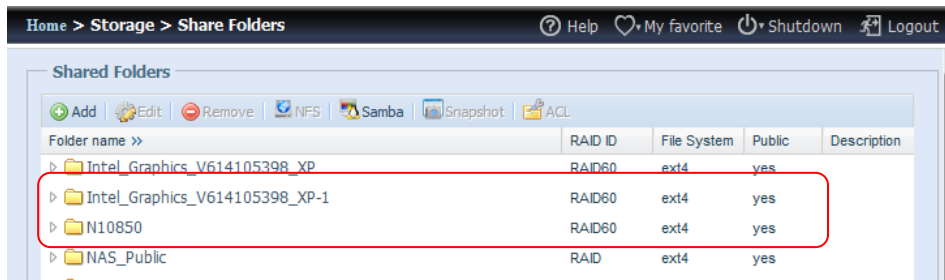 Home > Storage > Share Folders Help My favorite Shutdown Logout
Shared Folders
Add Edit Remove NFS Samba Snapshot ACL
Folder name >> RAID ID File System Public Description
Intel_Graphics_V614105398_XP RAID60 ext4 yes
Intel_Graphics_V614105398_XP-1 RAID60 ext4 yes
N10850 RAID60 ext4 yes
NAS_Public RAID ext4 yes